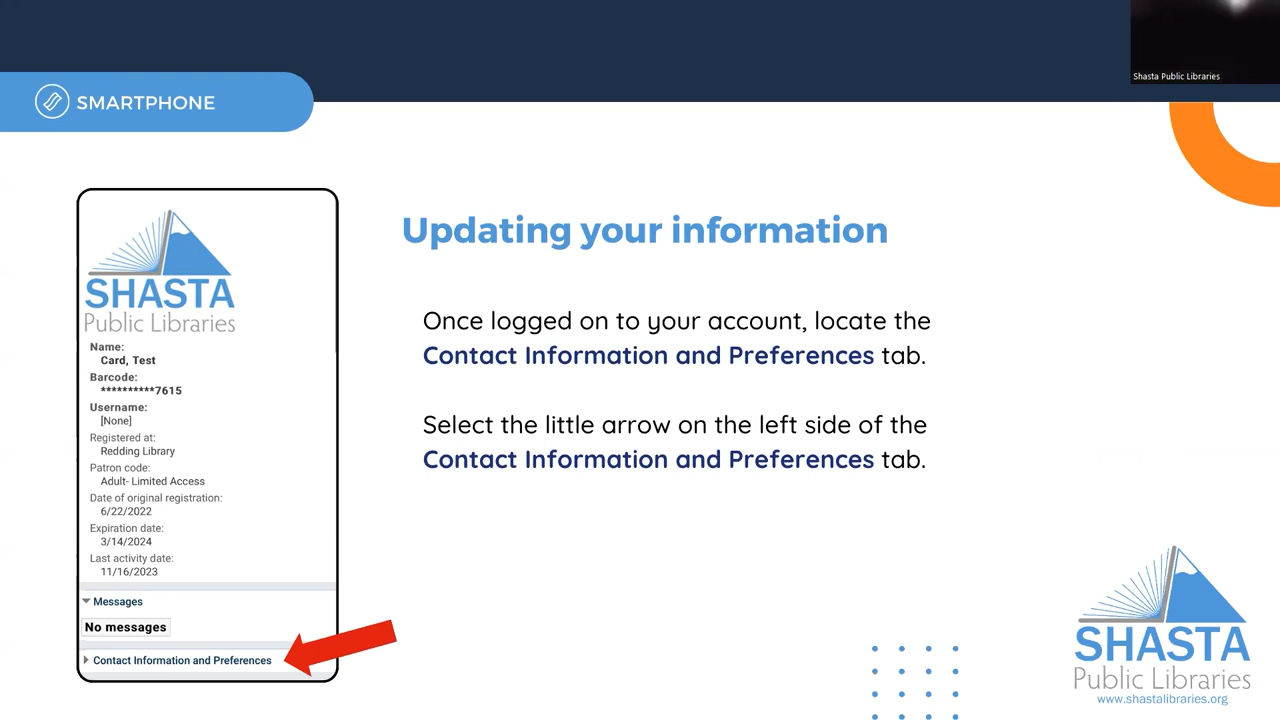 Shasta Public Libraries
SMARTPHONE
SHASTA
Public Libraries
Name:
Card, Test
Barcode:
**********7615
Username:
[None]
Registered at:
Redding Library
Patron code:
Adult- Limited Access
Date of original registration:
6/22/2022
Expiration date:
3/14/2024
Last activity date:
11/16/2023
Messages
No messages
Contact Information and Preferences
Updating your information
Once logged on to your account, locate the
Contact Information and Preferences tab.
Select the little arrow on the left side of the
Contact Information and Preferences tab.
SHASTA
Public Libraries
www.shastalibraries.org